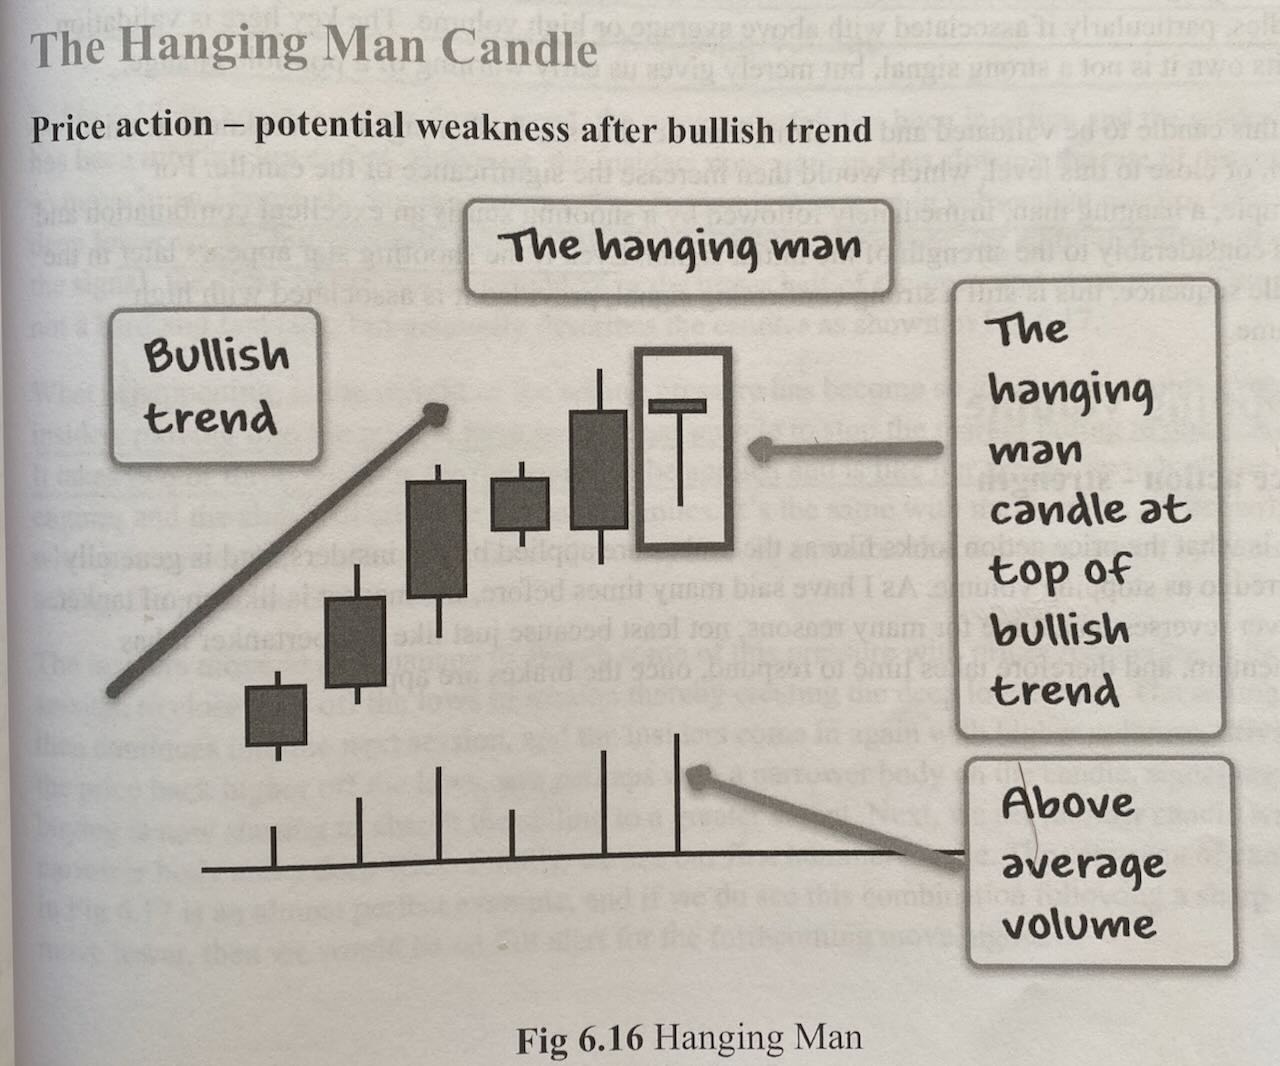 The Hanging Man Candle
Price action – potential weakness after bullish trend
The hanging man
Bullish
trend
The
hanging
man
candle at
top of
bullish
trend
Above
average
volume
Fig 6.16 Hanging Man